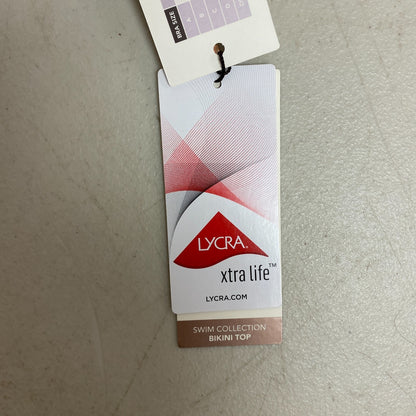 BRA SIZE
A
B
C
D
LYCRA®
xtra life™
LYCRA.COM
SWIM COLLECTION
BIKINI TOP